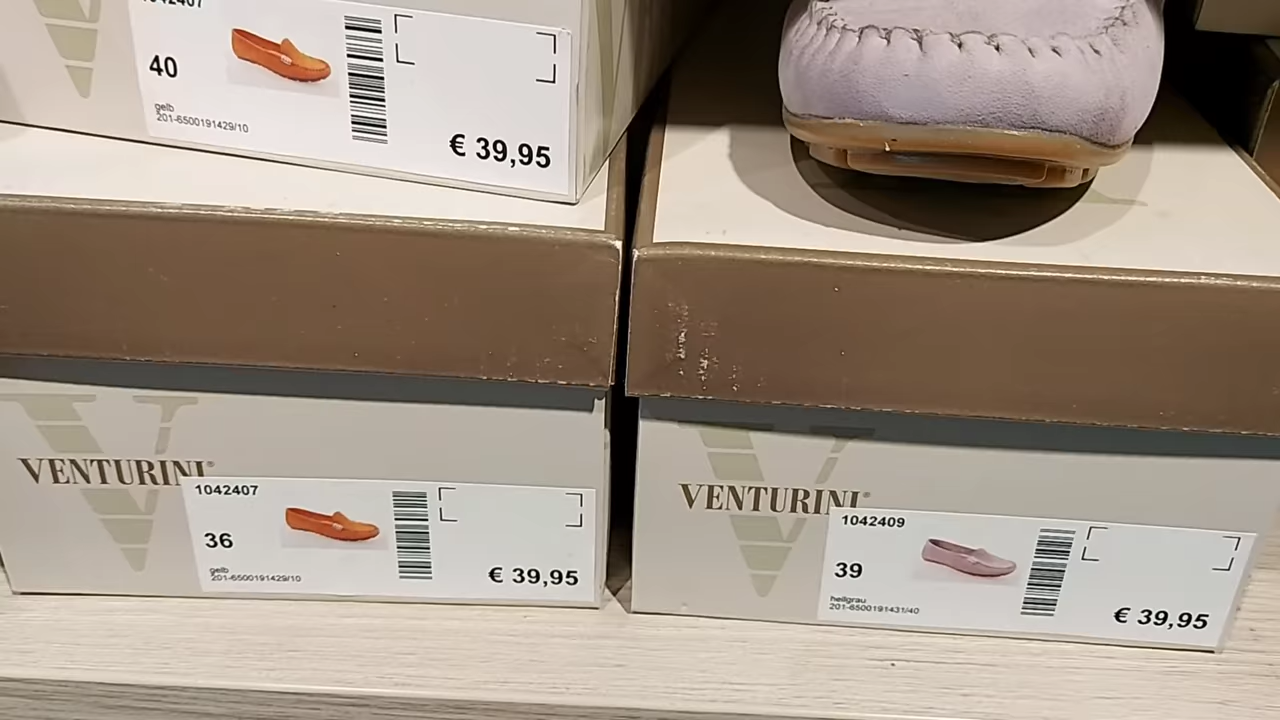 1042407
40
gelb
201-6500191429/10
€ 39,95
VENTURINI®
1042407
36
gelb
201-6500191429/10
€ 39,95
VENTURINI®
1042409
39
hellgrau
201-6500191431/40
€ 39,95